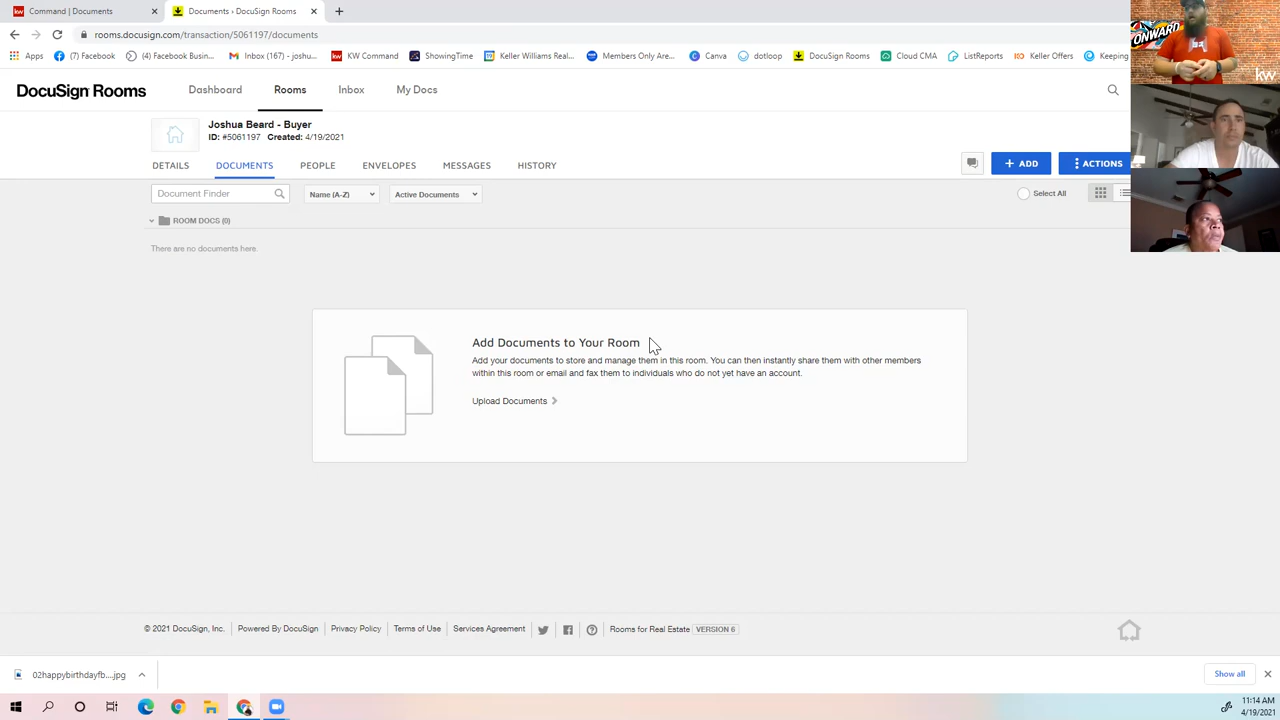 Command | Documents
Documents › DocuSign Rooms
rooms.docusign.com/transaction/5061197/documents
Apps
(7) Facebook
(4) Facebook Busin...
Inbox (167) - joshu...
KW Command
Showingtime
Keller Willia
Membership Are...
Canva
dotloop
DocuSign Roo
Cloud CMA
ListReports
Keller Offers
Keeping
ONWARD
kw
DocuSign Rooms
Dashboard
Rooms
Inbox
My Docs
Joshua Beard - Buyer
ID: #5061197 Created: 4/19/2021
DETAILS
DOCUMENTS
PEOPLE
ENVELOPES
MESSAGES
HISTORY
+ ADD
ACTIONS
Document Finder
Name (A-Z)
Active Documents
Select All
ROOM DOCS (0)
There are no documents here.
Add Documents to Your Room
Add your documents to store and manage them in this room. You can then instantly share them with other members
within this room or email and fax them to individuals who do not yet have an account.
Upload Documents
© 2021 DocuSign, Inc.
Powered By DocuSign
Privacy Policy
Terms of Use
Services Agreement
Rooms for Real Estate VERSION 6
02happybirthdayfb....jpg
Show all
11:14 AM
4/19/2021